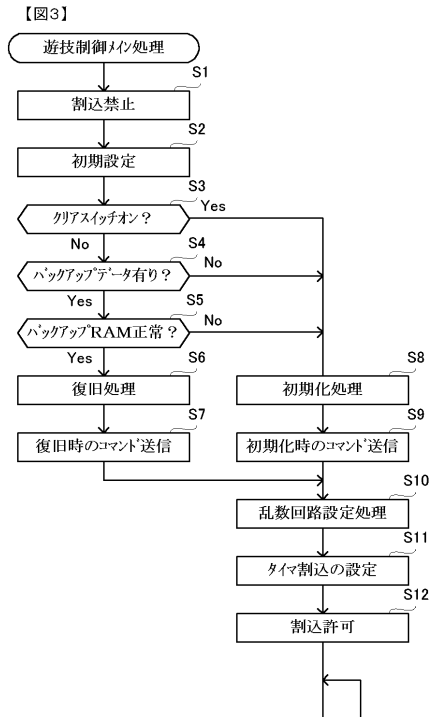 【図3】
遊技制御メイン処理
S1
割込禁止
S2
初期設定
S3
クリアスイッチオン？
Yes
No
S4
バックアップデータ有り？
No
Yes
S5
バックアップRAM正常？
No
Yes
S6
復旧処理
S8
初期化処理
S7
復旧時のコマンド送信
S9
初期化時のコマンド送信
S10
乱数回路設定処理
S11
タイマ割込の設定
S12
割込許可